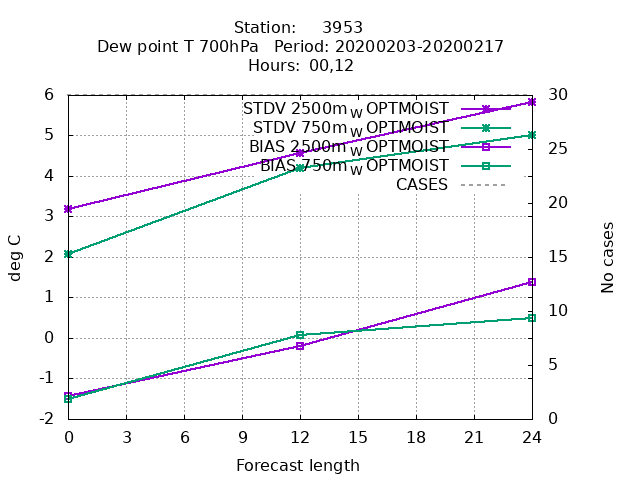 Station: 3953
Dew point T 700hPa Period: 20200203-20200217
Hours: 00,12
STDV 2500m_W OPTMOIST
STDV 750m_W OPTMOIST
BIAS 2500m_W OPTMOIST
BIAS 750m_W OPTMOIST
CASES
6
5
4
3
2
1
0
-1
-2
deg C
30
25
20
15
10
5
0
No cases
0 3 6 9 12 15 18 21 24
Forecast length